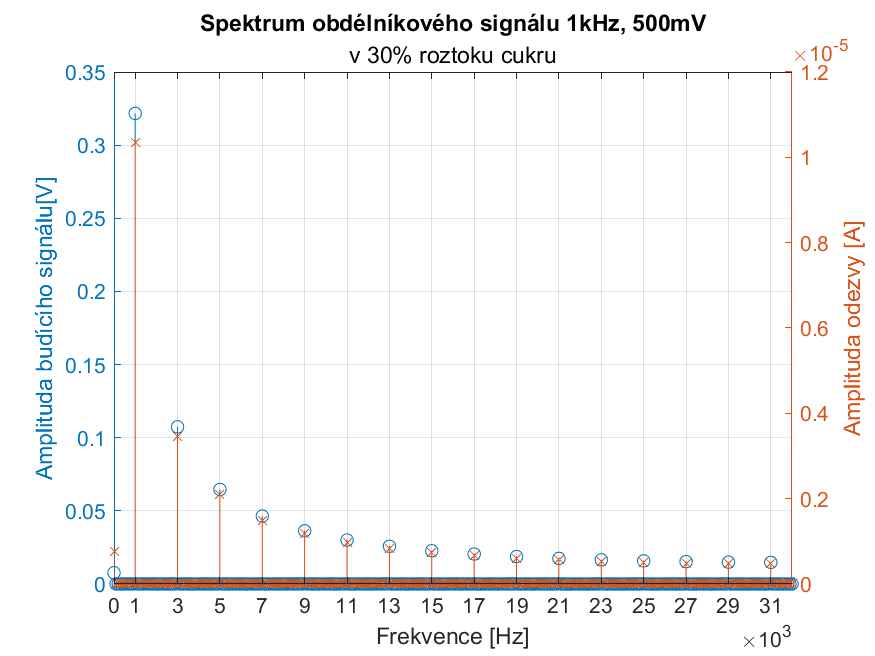 Spektrum obdélníkového signálu 1kHz, 500mV
v 30% roztoku cukru
×10^-5
0.35
0.3
0.25
0.2
0.15
0.1
0.05
0
Amplituda budícího signálu[V]
1.2
1
0.8
0.6
0.4
0.2
0
Amplituda odezvy [A]
0 1 3 5 7 9 11 13 15 17 19 21 23 25 27 29 31
Frekvence [Hz]
×10^3